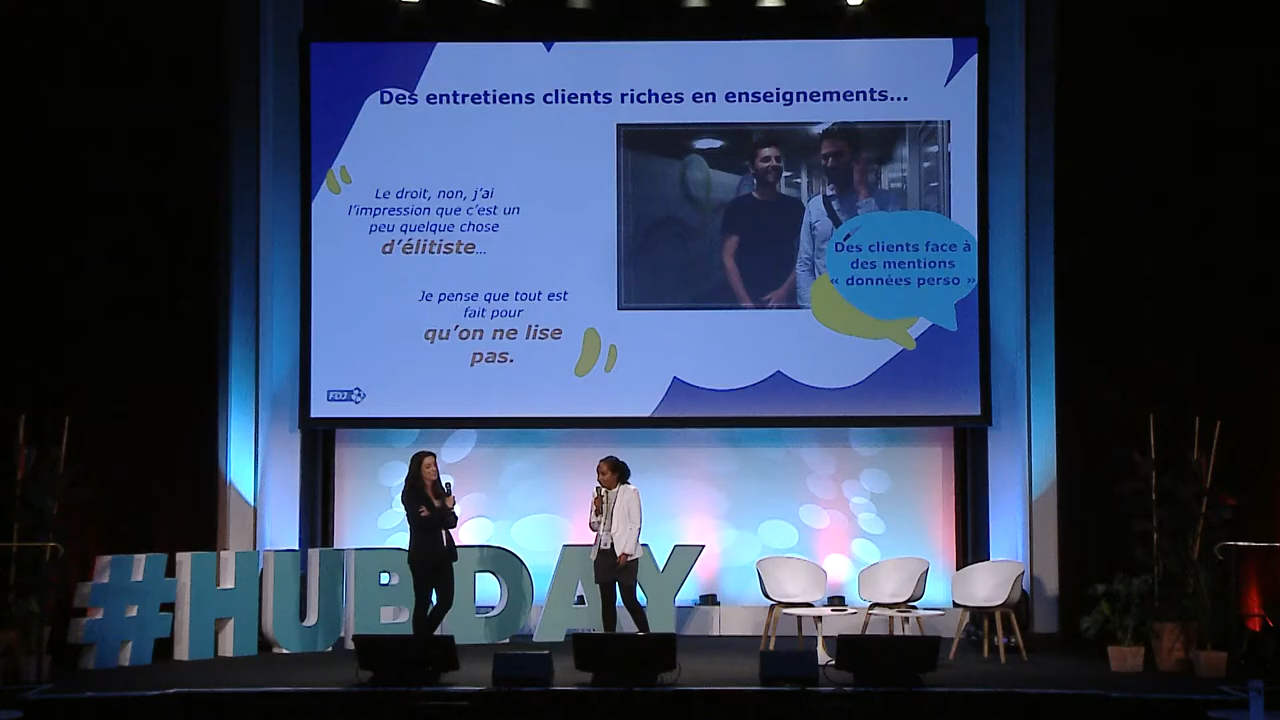 Des entretiens clients riches en enseignements...
Le droit, non, j'ai
l'impression que c'est un
peu quelque chose
d'élitiste...
Je pense que tout est
fait pour
qu'on ne lise
pas.
Des clients face à
des mentions
« données perso »
FDJ
#HUBDAY